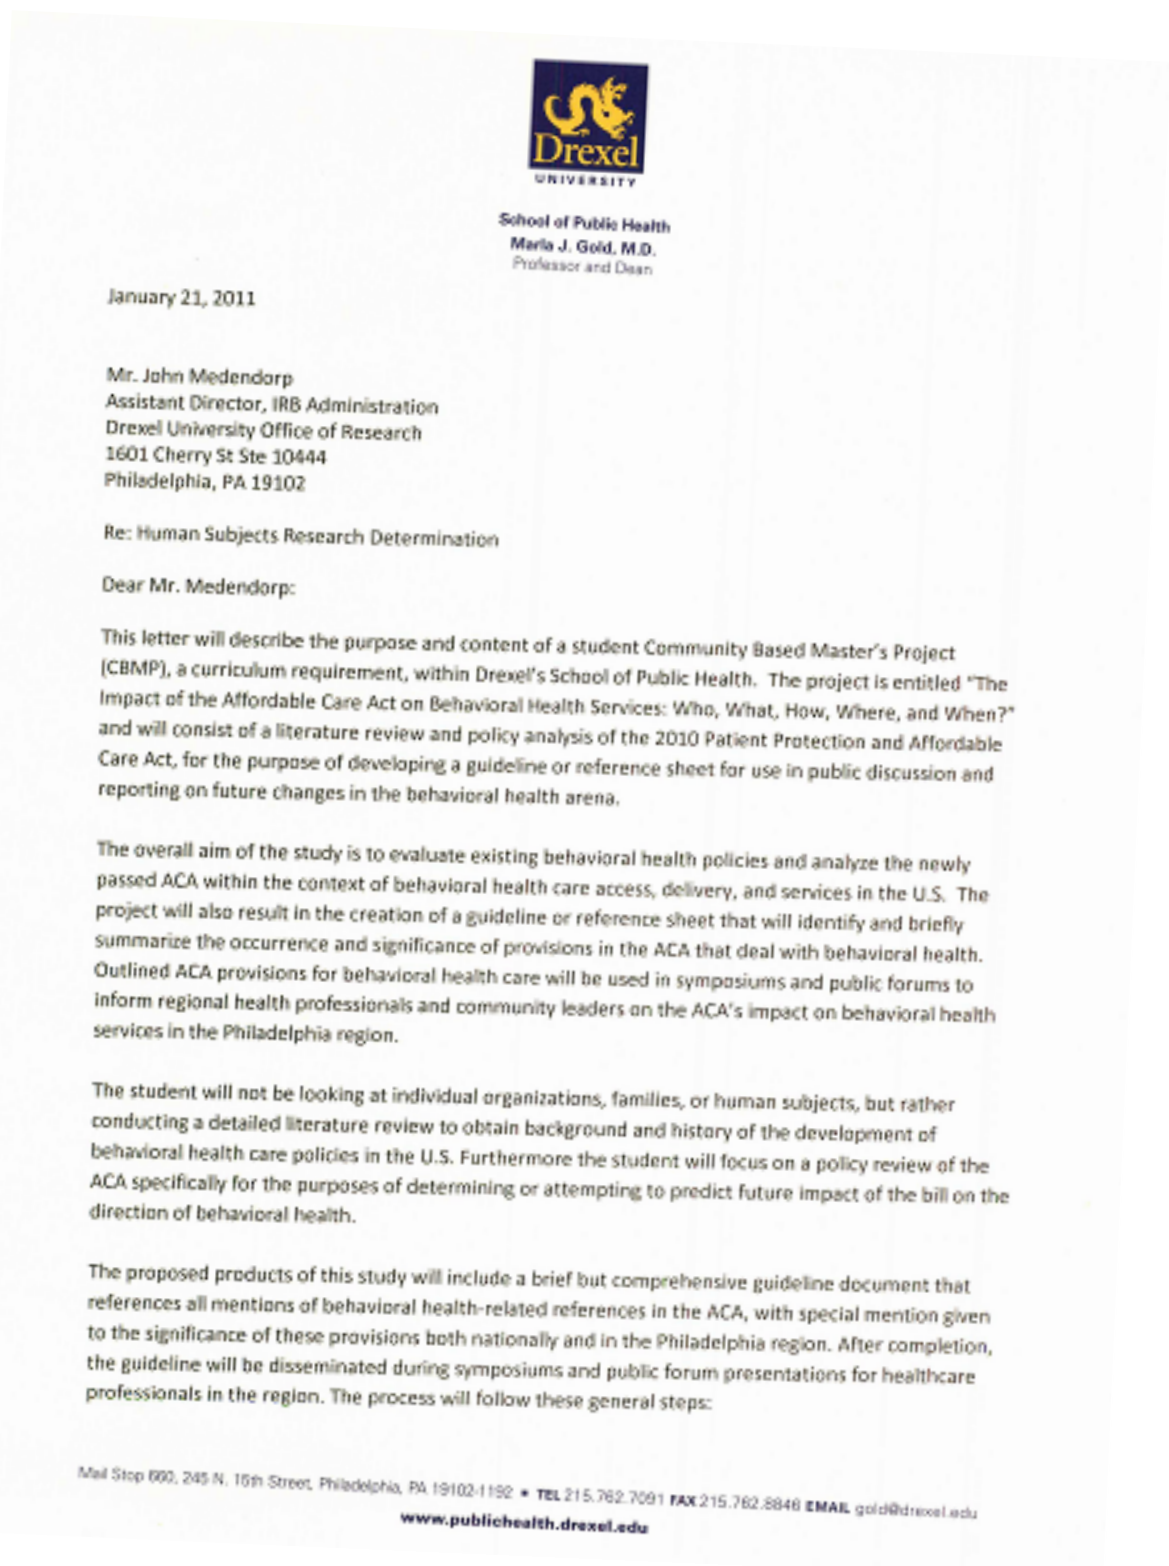 Drexel
UNIVERSITY
School of Public Health
Marla J. Gold, M.D.
Professor and Dean
January 21, 2011
Mr. John Medendorp
Assistant Director, IRB Administration
Drexel University Office of Research
1601 Cherry St Ste 10444
Philadelphia, PA 19102
Re: Human Subjects Research Determination
Dear Mr. Medendorp:
This letter will describe the purpose and content of a student Community Based Master's Project
(CBMP), a curriculum requirement, within Drexel's School of Public Health.  The project is entitled "The
Impact of the Affordable Care Act on Behavioral Health Services: Who, What, How, Where, and When?"
and will consist of a literature review and policy analysis of the 2010 Patient Protection and Affordable
Care Act, for the purpose of developing a guideline or reference sheet for use in public discussion and
reporting on future changes in the behavioral health arena.
The overall aim of the study is to evaluate existing behavioral health policies and analyze the newly
passed ACA within the context of behavioral health care access, delivery, and services in the U.S.  The
project will also result in the creation of a guideline or reference sheet that will identify and briefly
summarize the occurrence and significance of provisions in the ACA that deal with behavioral health.
Outlined ACA provisions for behavioral health care will be used in symposiums and public forums to
inform regional health professionals and community leaders on the ACA's impact on behavioral health
services in the Philadelphia region.
The student will not be looking at individual organizations, families, or human subjects, but rather
conducting a detailed literature review to obtain background and history of the development of
behavioral health care policies in the U.S. Furthermore the student will focus on a policy review of the
ACA specifically for the purposes of determining or attempting to predict future impact of the bill on the
direction of behavioral health.
The proposed products of this study will include a brief but comprehensive guideline document that
references all mentions of behavioral health-related references in the ACA, with special mention given
to the significance of these provisions both nationally and in the Philadelphia region. After completion,
the guideline will be disseminated during symposiums and public forum presentations for healthcare
professionals in the region. The process will follow these general steps:
Mail Stop 660, 245 N. 15th Street, Philadelphia, PA 19102-1192 • TEL 215.762.7091 FAX 215.762.8846 EMAIL gold@drexel.edu
www.publichealth.drexel.edu